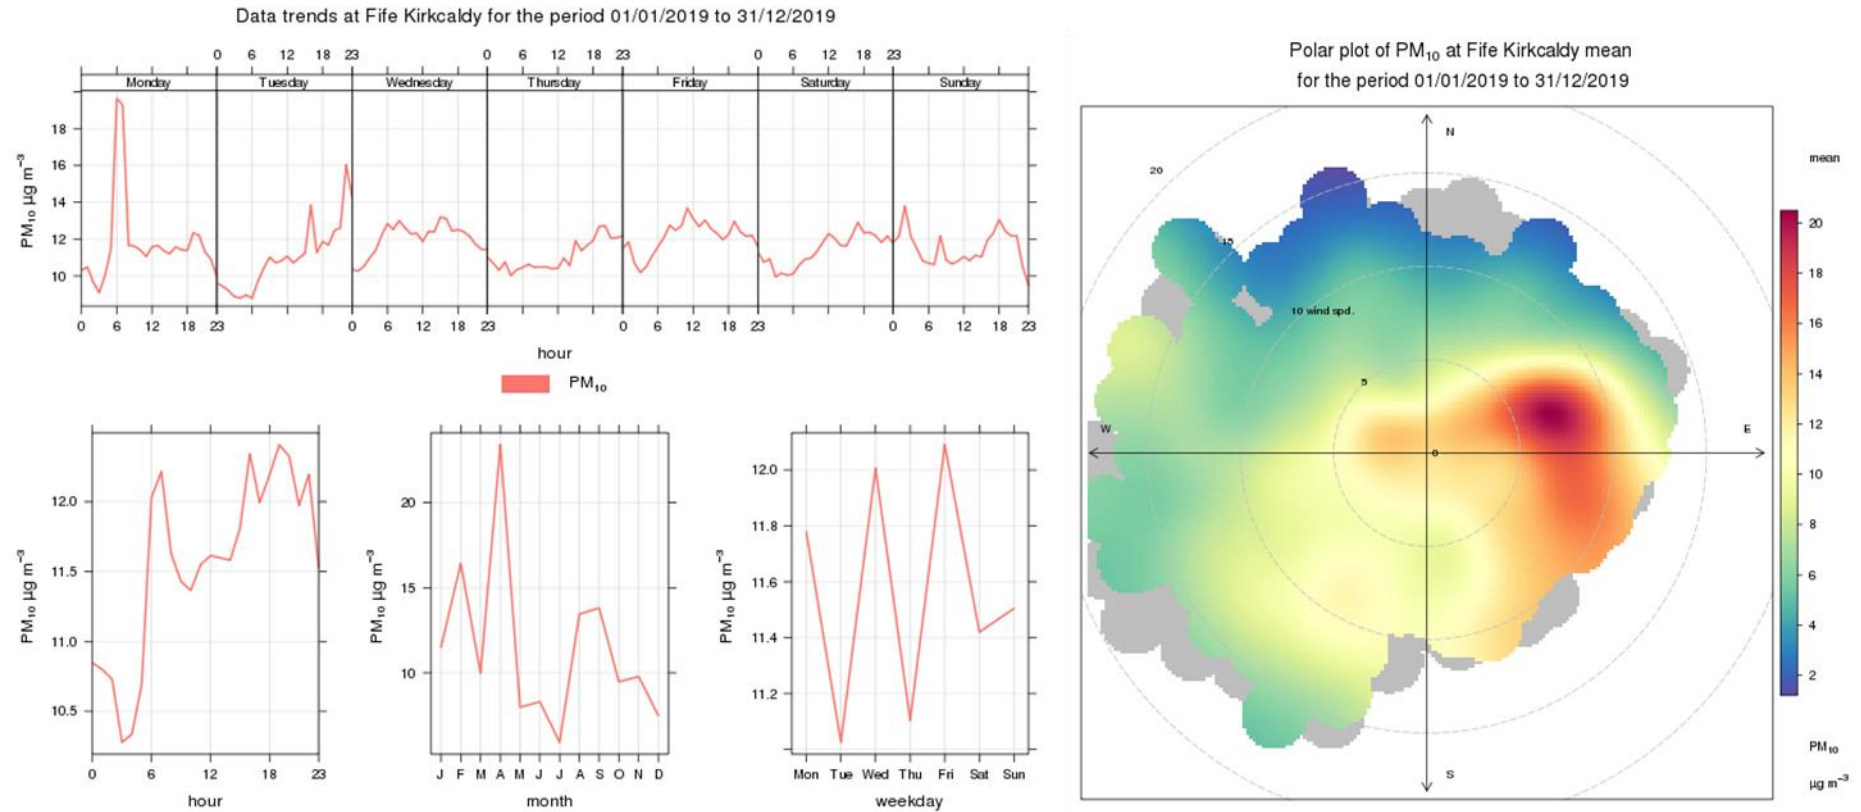 Data trends at Fife Kirkcaldy for the period 01/01/2019 to 31/12/2019
0 6 12 18 23 0 6 12 18 23 0 6 12 18 23
Monday Tuesday Wednesday Thursday Friday Saturday Sunday
18
16
14
12
10
PM₁₀ µg m⁻³
0 6 12 18 23 0 6 12 18 23 0 6 12 18 23 0 6 12 18 23
hour
PM₁₀
12.0
11.5
11.0
10.5
PM₁₀ µg m⁻³
0 6 12 18 23
hour
20
15
10
PM₁₀ µg m⁻³
J F M A M J J A S O N D
month
12.0
11.8
11.6
11.4
11.2
PM₁₀ µg m⁻³
Mon Tue Wed Thu Fri Sat Sun
weekday
Polar plot of PM₁₀ at Fife Kirkcaldy mean
for the period 01/01/2019 to 31/12/2019
N
20
15
10 wind spd.
5
W
E
0
S
mean
20
18
16
14
12
10
8
6
4
2
PM₁₀
µg m⁻³